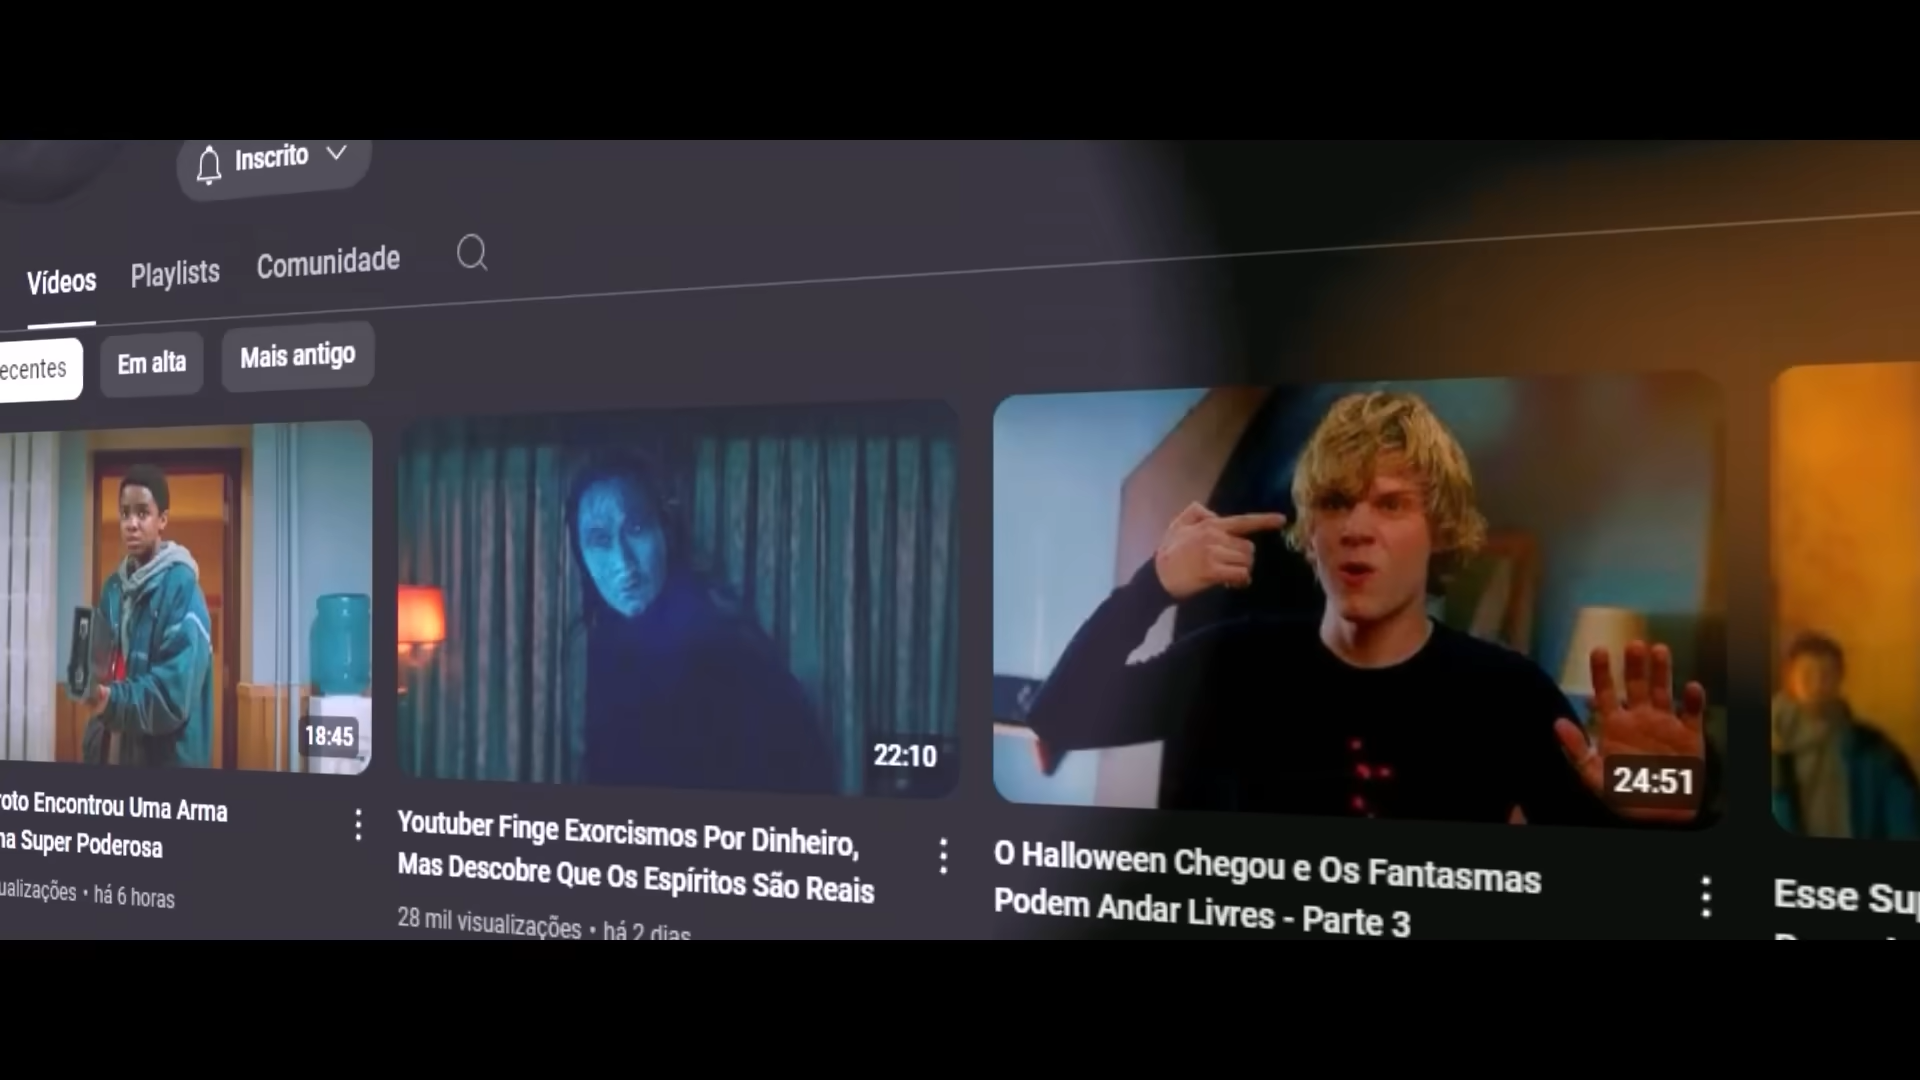 Inscrito
Vídeos
Playlists
Comunidade
Em alta
Mais antigo
18:45
22:10
24:51
Encontrou Uma Arma
Super Poderosa
há 6 horas
Youtuber Finge Exorcismos Por Dinheiro,
Mas Descobre Que Os Espíritos São Reais
28 mil visualizações • há 2 dias
O Halloween Chegou e Os Fantasmas
Podem Andar Livres - Parte 3
Esse